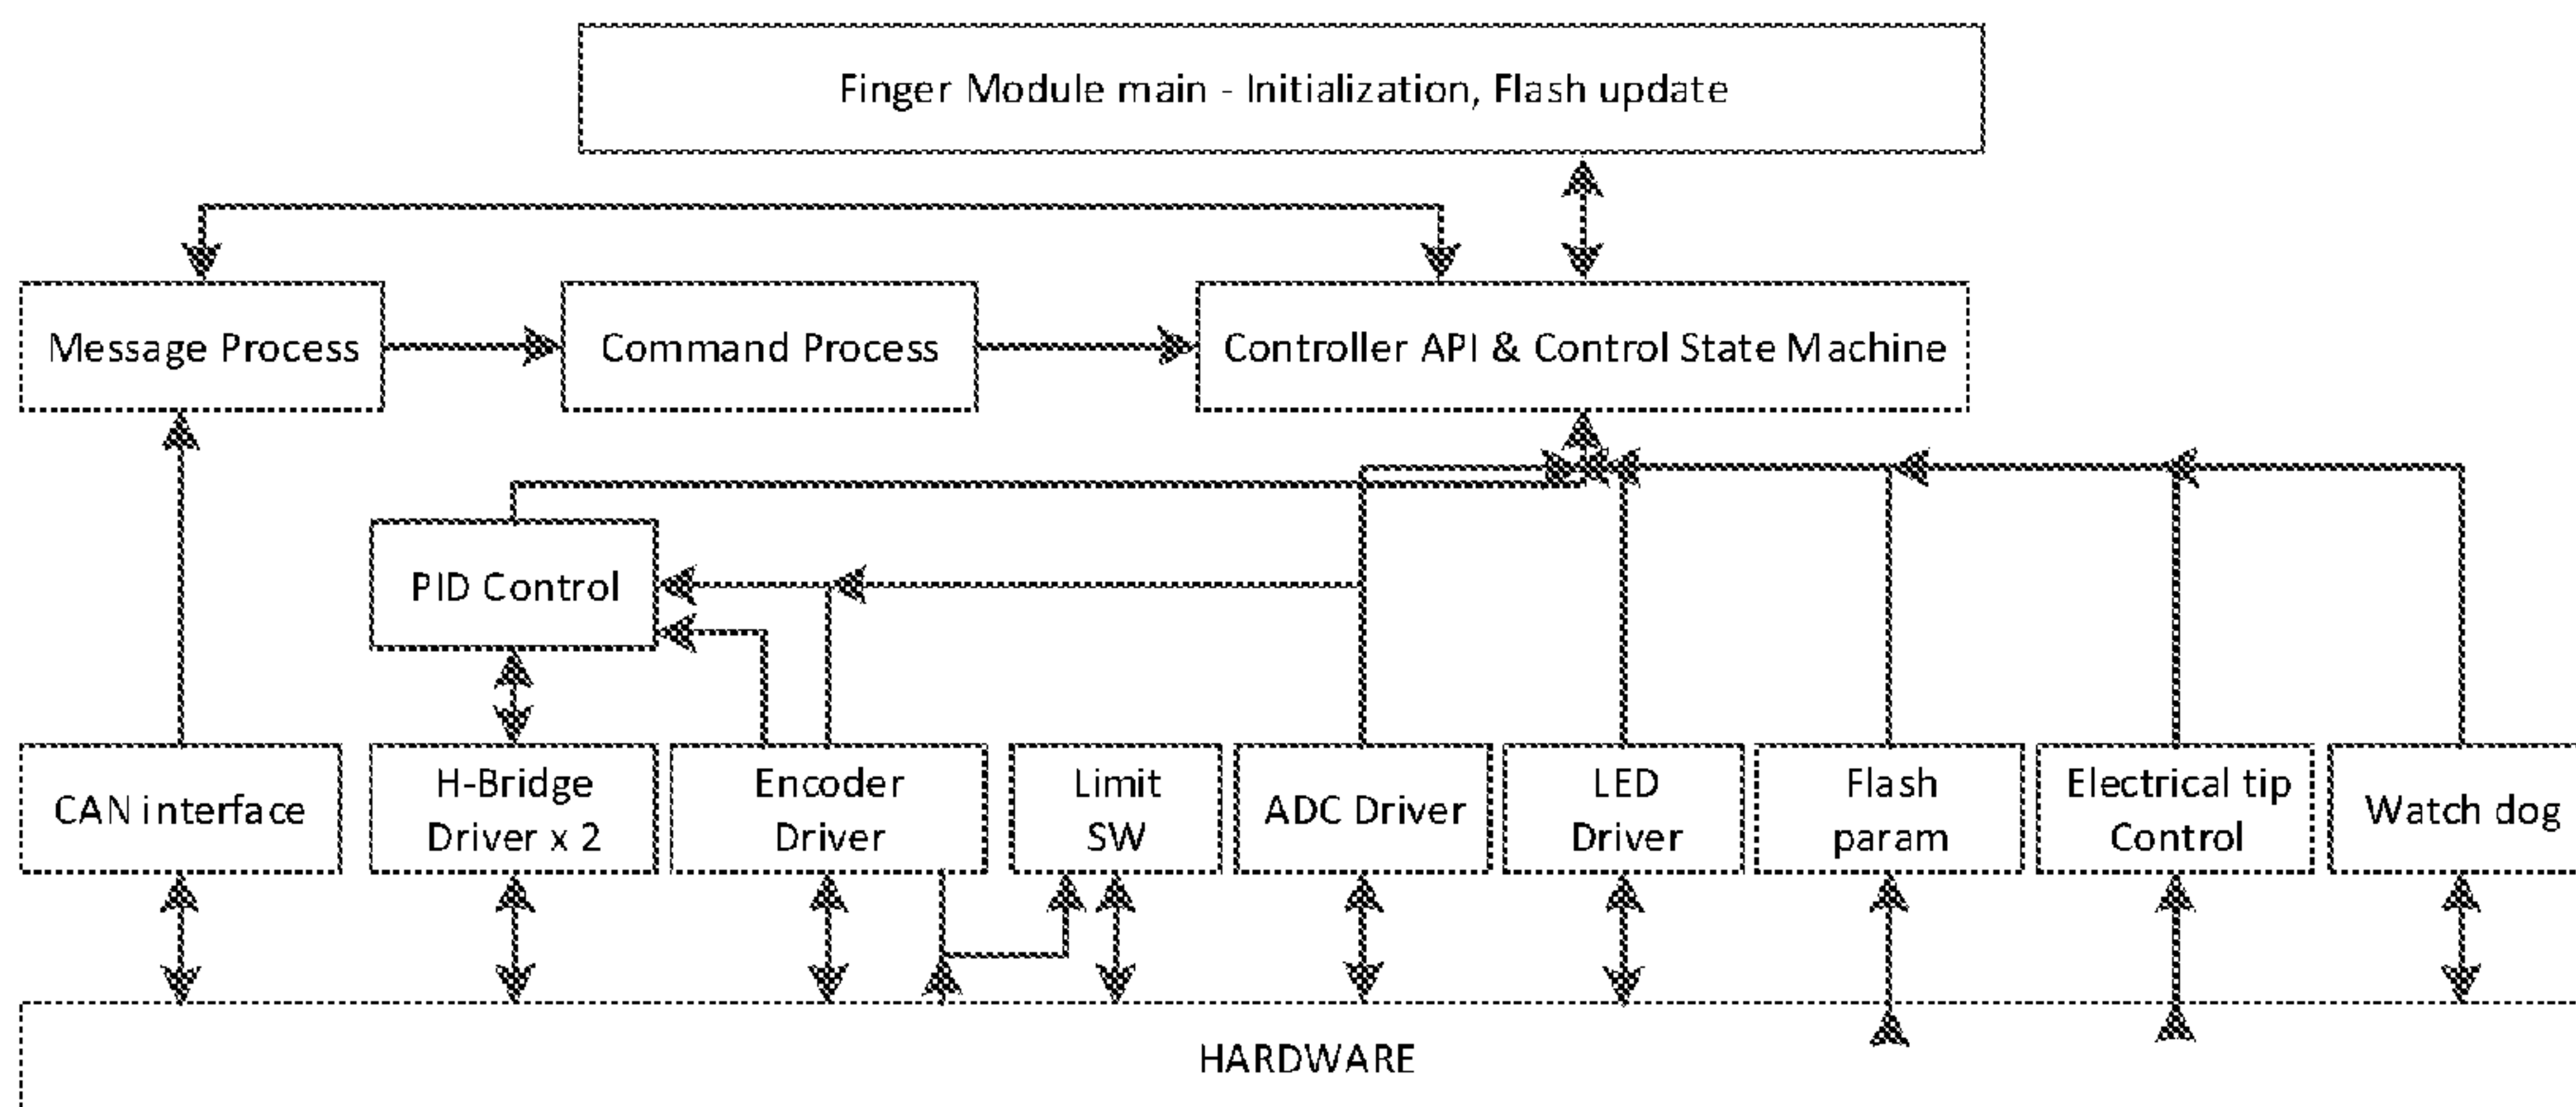 Finger Module main - Initialization, Flash update
Message Process
Command Process
Controller API & Control State Machine
PID Control
CAN interface
H-Bridge
Driver x 2
Encoder
Driver
Limit
SW
ADC Driver
LED
Driver
Flash
param
Electrical tip
Control
Watch dog
HARDWARE